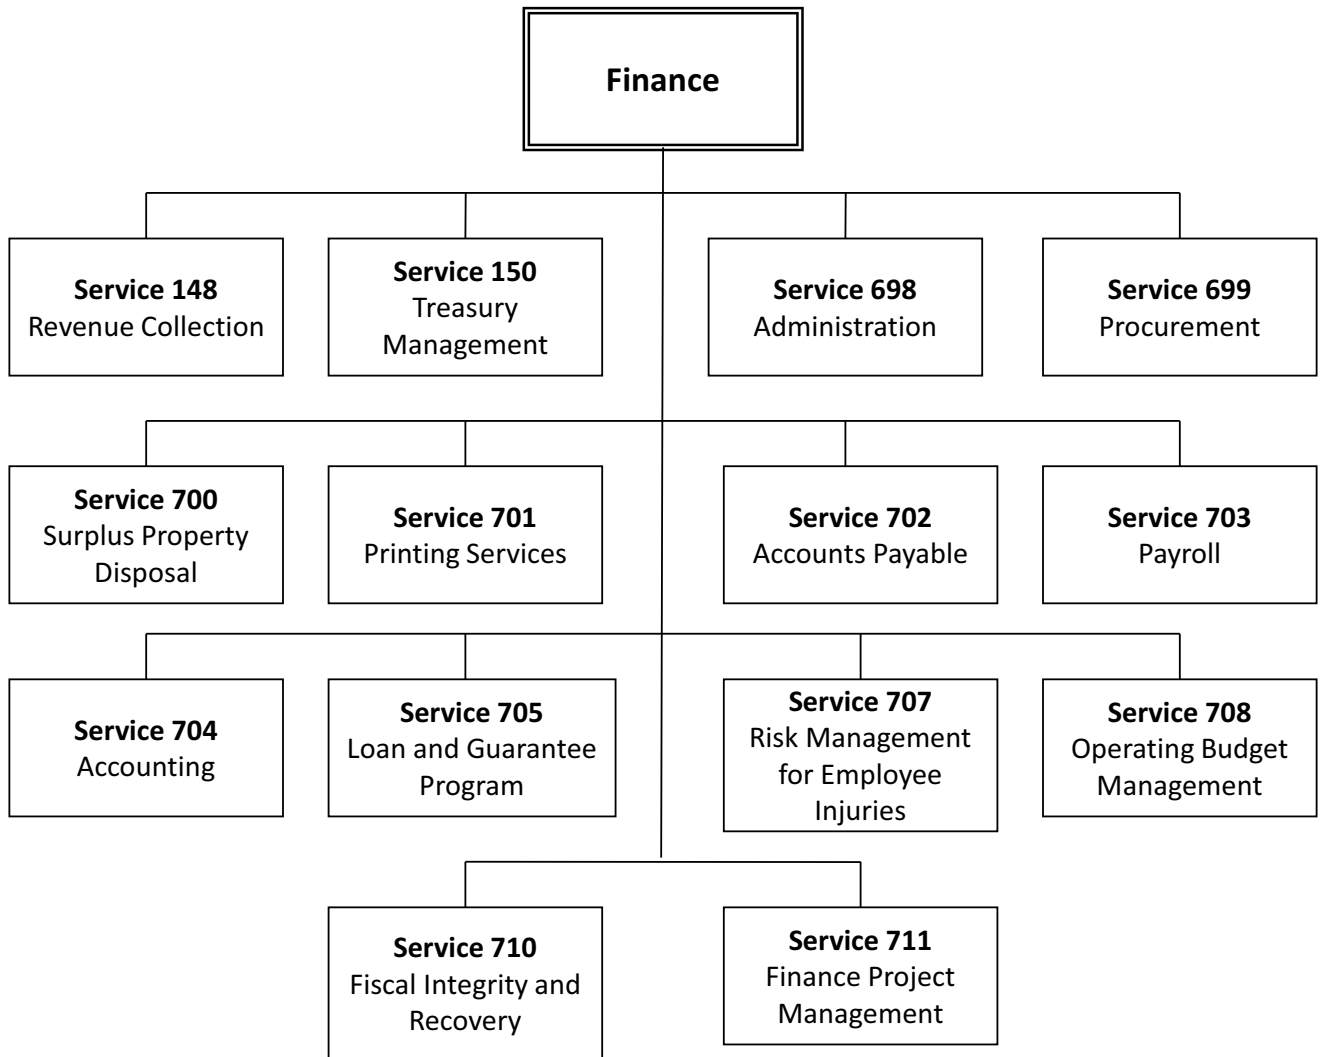 Finance
Service 148
Revenue Collection
Service 150
Treasury
Management
Service 698
Administration
Service 699
Procurement
Service 700
Surplus Property
Disposal
Service 701
Printing Services
Service 702
Accounts Payable
Service 703
Payroll
Service 704
Accounting
Service 705
Loan and Guarantee
Program
Service 707
Risk Management
for Employee
Injuries
Service 708
Operating Budget
Management
Service 710
Fiscal Integrity and
Recovery
Service 711
Finance Project
Management